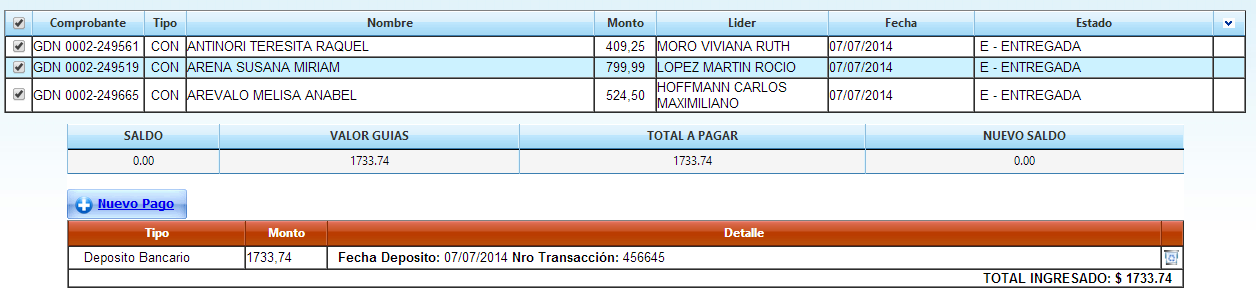 Comprobante Tipo Nombre Monto Lider Fecha Estado
GDN 0002-249561 CON ANTINORI TERESITA RAQUEL 409,25 MORO VIVIANA RUTH 07/07/2014 E - ENTREGADA
GDN 0002-249519 CON ARENA SUSANA MIRIAM 799,99 LOPEZ MARTIN ROCIO 07/07/2014 E - ENTREGADA
GDN 0002-249665 CON AREVALO MELISA ANABEL 524,50 HOFFMANN CARLOS MAXIMILIANO 07/07/2014 E - ENTREGADA
SALDO VALOR GUIAS TOTAL A PAGAR NUEVO SALDO
0.00 1733.74 1733.74 0.00
Nuevo Pago
Tipo Monto Detalle
Deposito Bancario 1733,74 Fecha Deposito: 07/07/2014 Nro Transacción: 456645
TOTAL INGRESADO: $ 1733.74